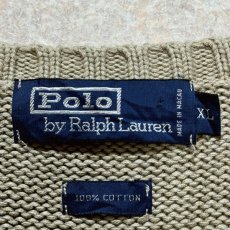 Polo
by Ralph Lauren
MADE IN MACAU
XL
100% COTTON